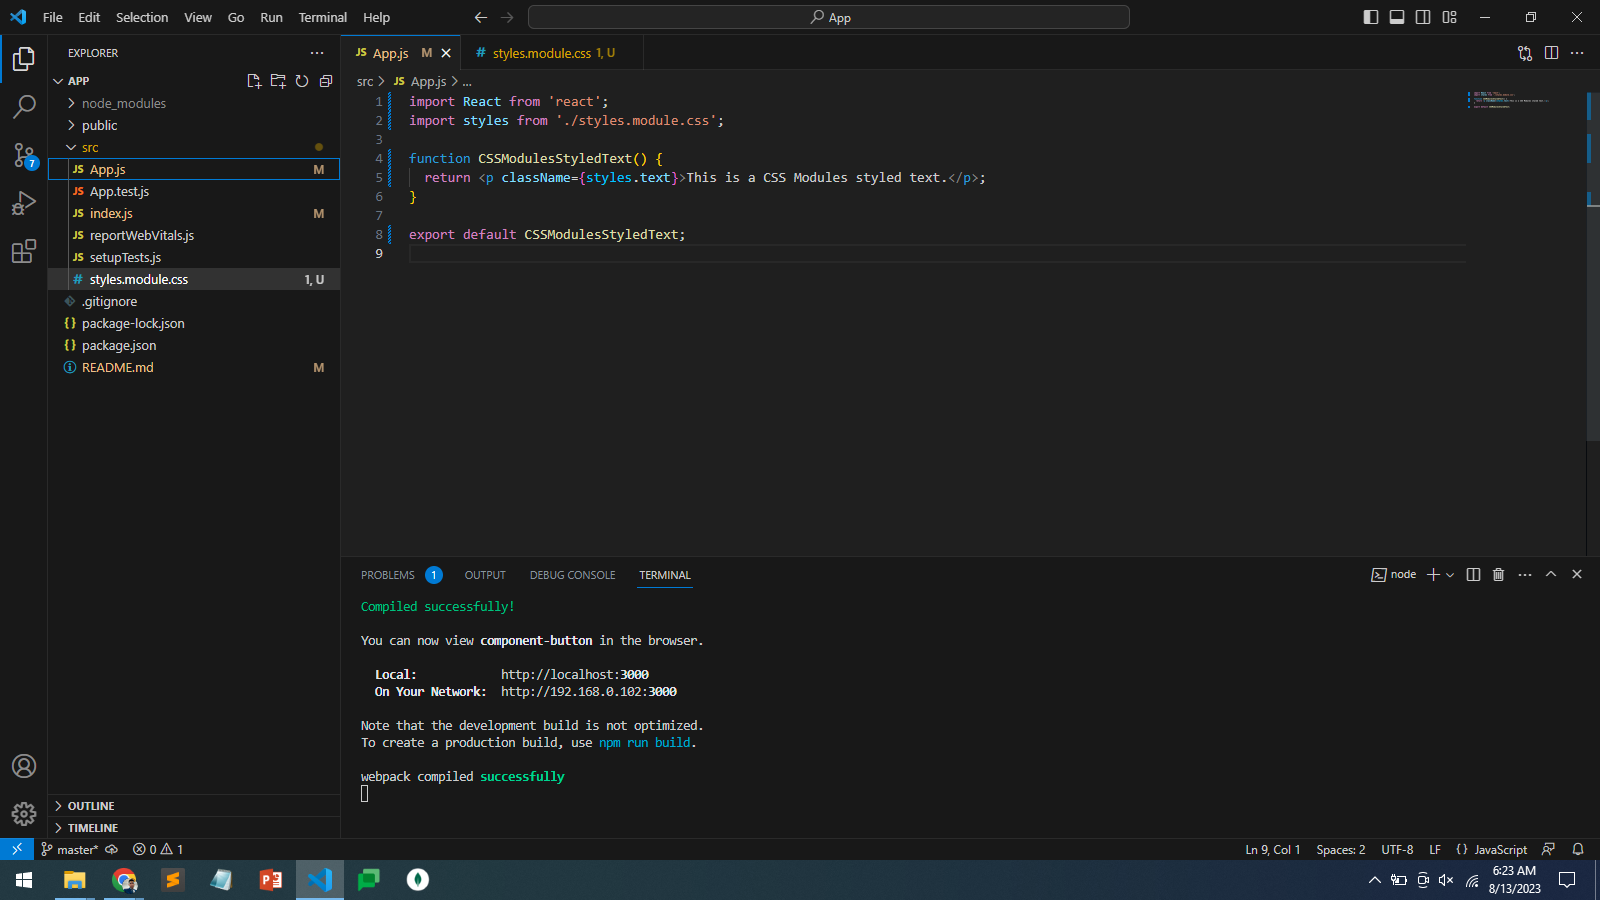 File Edit Selection View Go Run Terminal Help
App
EXPLORER
APP
node_modules
public
src
JS App.js M
JS App.test.js
JS index.js M
JS reportWebVitals.js
JS setupTests.js
# styles.module.css 1, U
.gitignore
{} package-lock.json
{} package.json
README.md M
OUTLINE
TIMELINE
7
JS App.js M
# styles.module.css 1, U
src > JS App.js > ...
1 import React from 'react';
2 import styles from './styles.module.css';
3
4 function CSSModulesStyledText() {
5 return <p className={styles.text}>This is a CSS Modules styled text.</p>;
6 }
7
8 export default CSSModulesStyledText;
9
PROBLEMS 1 OUTPUT DEBUG CONSOLE TERMINAL
node
Compiled successfully!
You can now view component-button in the browser.
Local: http://localhost:3000
On Your Network: http://192.168.0.102:3000
Note that the development build is not optimized.
To create a production build, use npm run build.
webpack compiled successfully
master* 0 1
Ln 9, Col 1 Spaces: 2 UTF-8 LF {} JavaScript
6:23 AM
8/13/2023